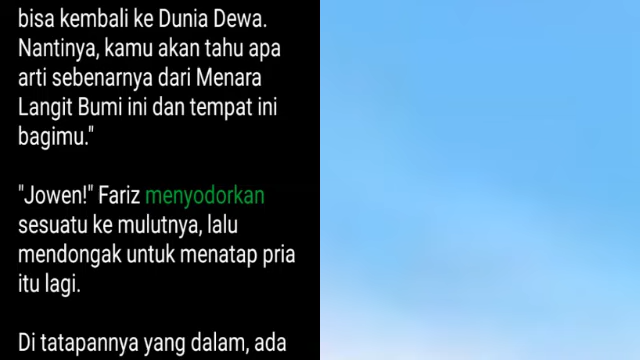 bisa kembali ke Dunia Dewa.
Nantinya, kamu akan tahu apa
arti sebenarnya dari Menara
Langit Bumi ini dan tempat ini
bagimu."
"Jowen!" Fariz menyodorkan
sesuatu ke mulutnya, lalu
mendongak untuk menatap pria
itu lagi.
Di tatapannya yang dalam, ada